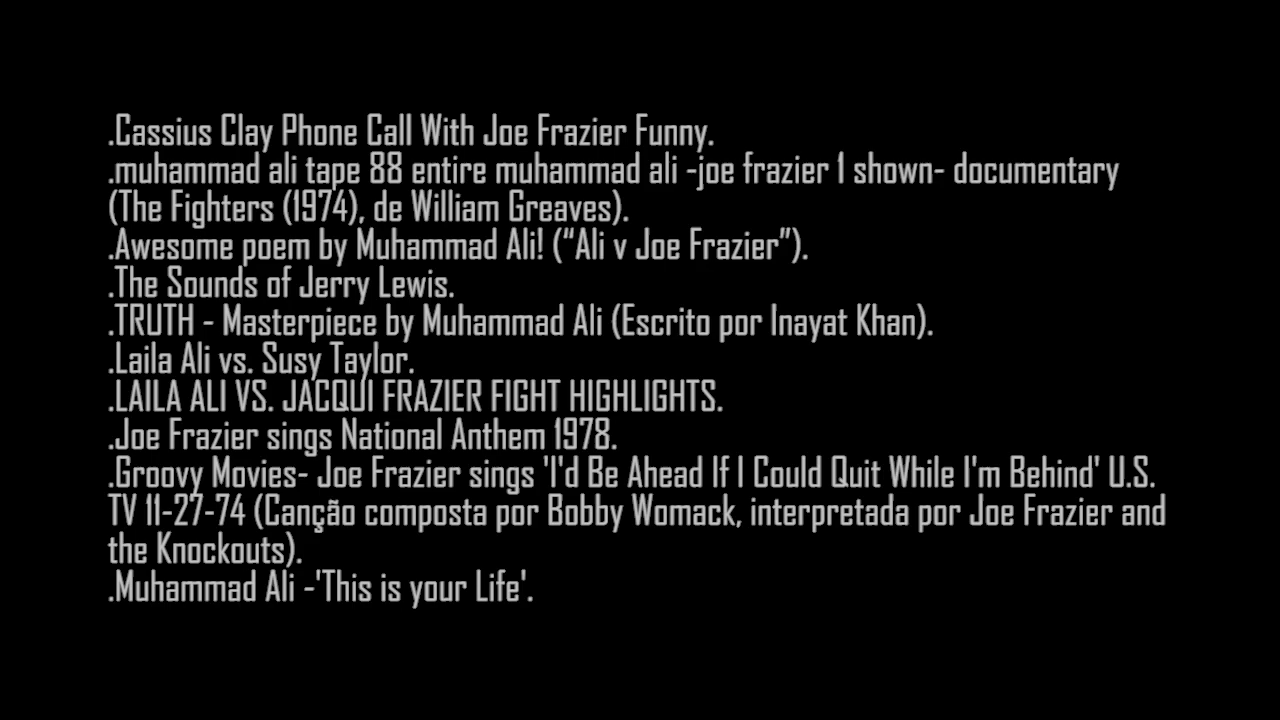 .Cassius Clay Phone Call With Joe Frazier Funny.
.muhammad ali tape 88 entire muhammad ali -joe frazier 1 shown- documentary
(The Fighters (1974), de William Greaves).
.Awesome poem by Muhammad Ali! (“Ali v Joe Frazier”).
.The Sounds of Jerry Lewis.
.TRUTH - Masterpiece by Muhammad Ali (Escrito por Inayat Khan).
.Laila Ali vs. Susy Taylor.
.LAILA ALI VS. JACQUI FRAZIER FIGHT HIGHLIGHTS.
.Joe Frazier sings National Anthem 1978.
.Groovy Movies- Joe Frazier sings 'I'd Be Ahead If I Could Quit While I'm Behind' U.S.
TV 11-27-74 (Canção composta por Bobby Womack, interpretada por Joe Frazier and
the Knockouts).
.Muhammad Ali -'This is your Life'.